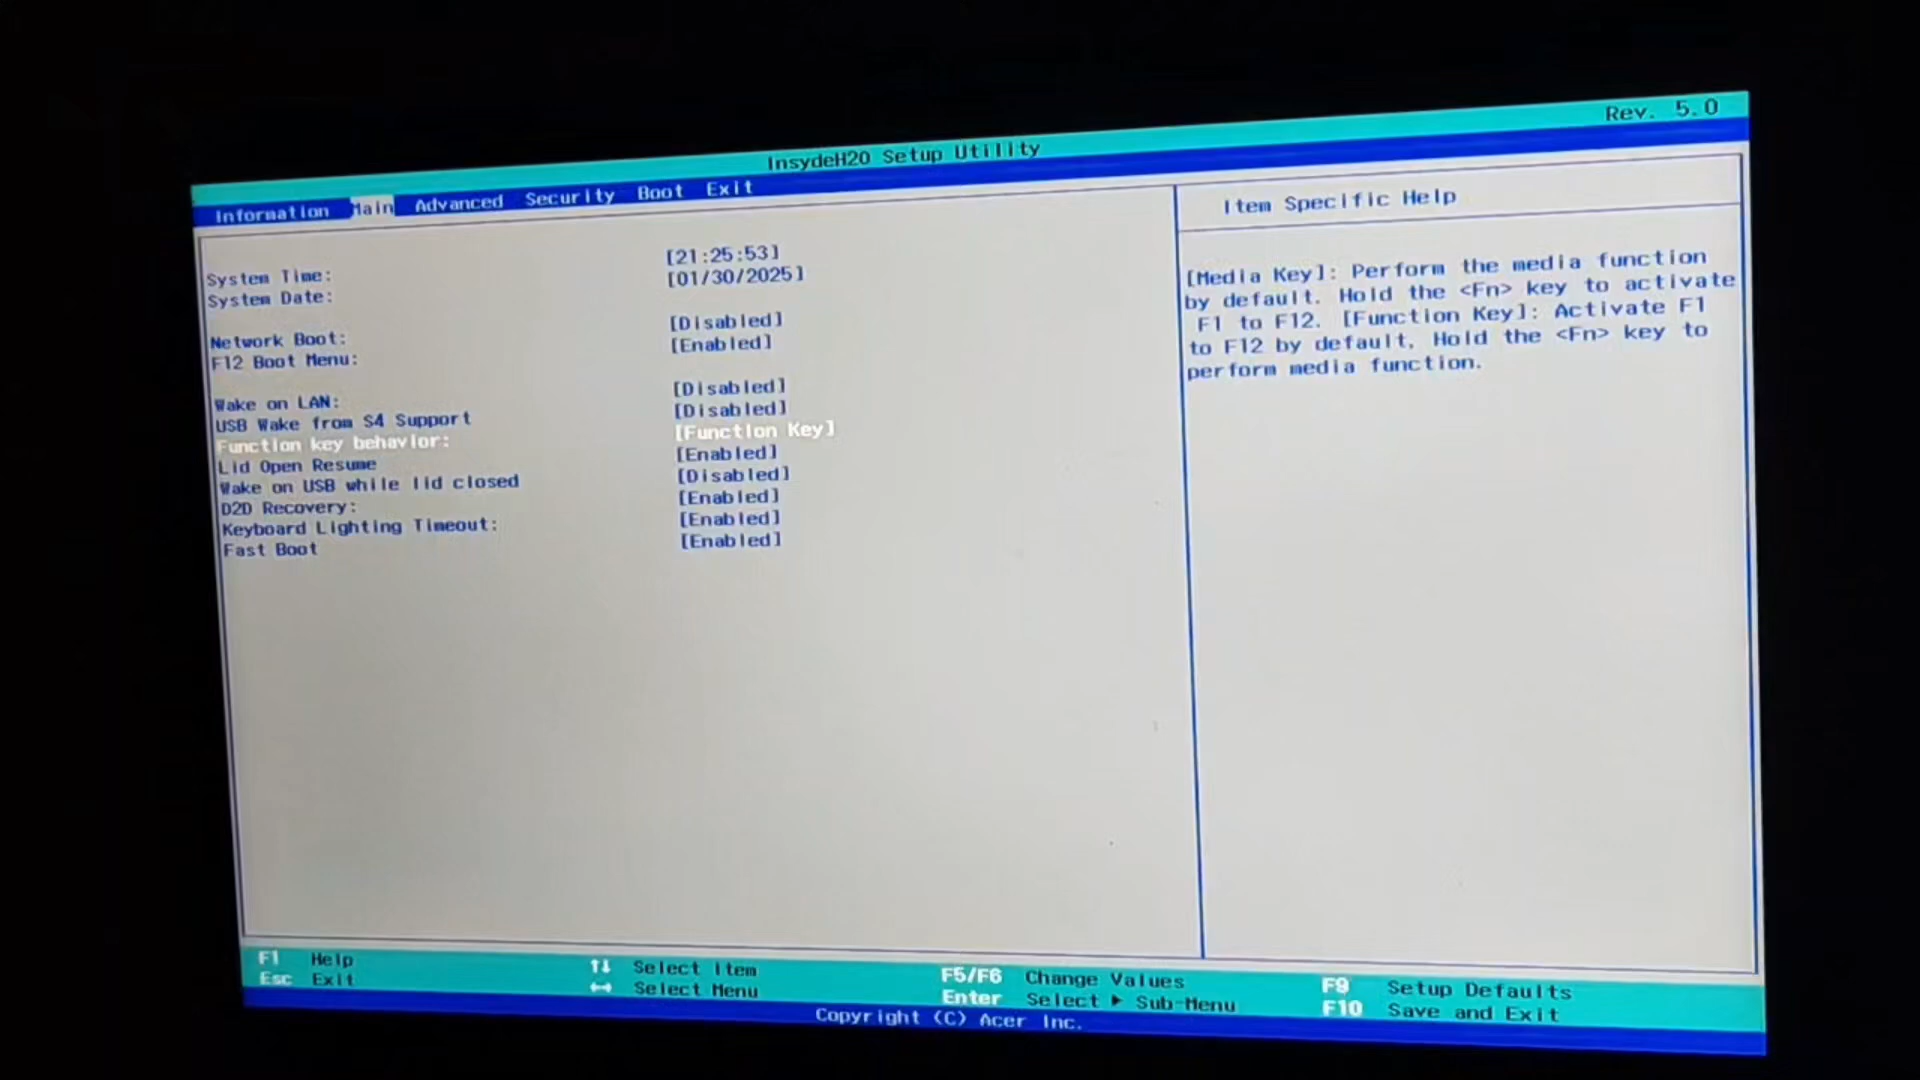 Rev. 5.0
InsydeH20 Setup Utility
Information Main Advanced Security Boot Exit
System Time: [21:25:53]
System Date: [01/30/2025]
Network Boot: [Disabled]
F12 Boot Menu: [Enabled]
Wake on LAN: [Disabled]
USB Wake from S4 Support [Disabled]
Function key behavior: [Function Key]
Lid Open Resume [Enabled]
Wake on USB while lid closed [Disabled]
D2D Recovery: [Enabled]
Keyboard Lighting Timeout: [Enabled]
Fast Boot [Enabled]
Item Specific Help
[Media Key]: Perform the media function
by default. Hold the <Fn> key to activate
F1 to F12. [Function Key]: Activate F1
to F12 by default. Hold the <Fn> key to
perform media function.
F1 Help ↑↓ Select Item F5/F6 Change Values F9 Setup Defaults
Esc Exit ↔ Select Menu Enter Select ▶ Sub-Menu F10 Save and Exit
Copyright (C) Acer Inc.